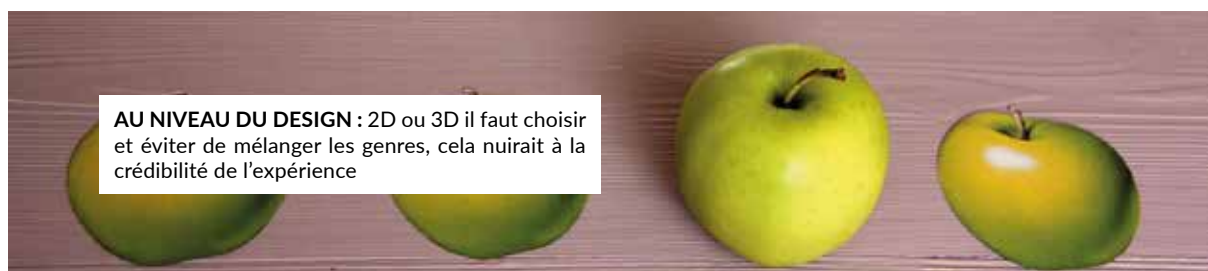 AU NIVEAU DU DESIGN : 2D ou 3D il faut choisir
et éviter de mélanger les genres, cela nuirait à la
crédibilité de l’expérience